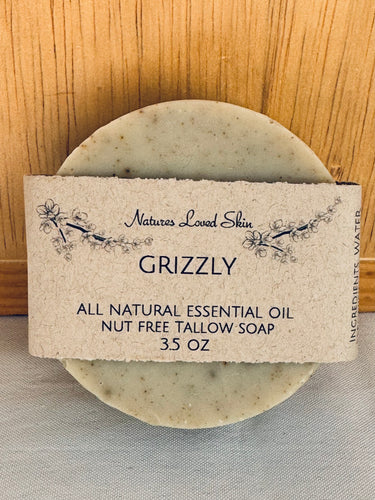 Natures Loved Skin
GRIZZLY
ALL NATURAL ESSENTIAL OIL
NUT FREE TALLOW SOAP
3.5 OZ
INGREDIENTS: WATER